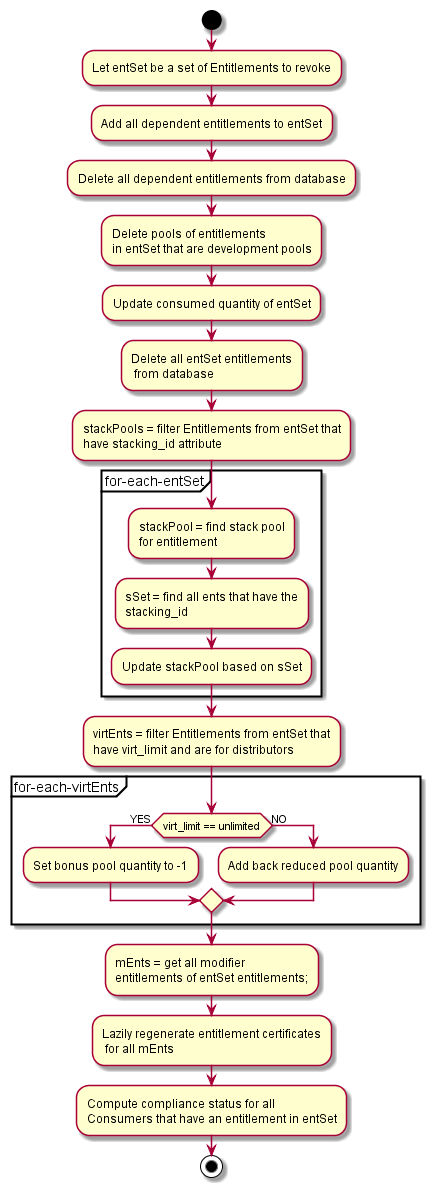 Let entSet be a set of Entitlements to revoke
Add all dependent entitlements to entSet
Delete all dependent entitlements from database
Delete pools of entitlements
in entSet that are development pools
Update consumed quantity of entSet
Delete all entSet entitlements
from database
stackPools = filter Entitlements from entSet that
have stacking_id attribute
for-each-entSet
stackPool = find stack pool
for entitlement
sSet = find all ents that have the
stacking_id
Update stackPool based on sSet
virtEnts = filter Entitlements from entSet that
have virt_limit and are for distributors
for-each-virtEnts
YES
virt_limit == unlimited
NO
Set bonus pool quantity to -1
Add back reduced pool quantity
mEnts = get all modifier
entitlements of entSet entitlements;
Lazily regenerate entitlement certificates
for all mEnts
Compute compliance status for all
Consumers that have an entitlement in entSet